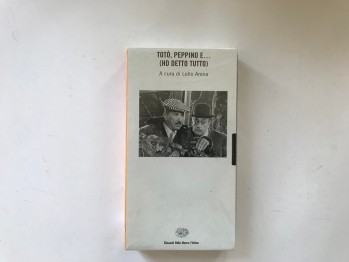 TOTÒ, PEPPINO E...
(HO DETTO TUTTO)
A cura di Lello Arena
Einaudi Stile libero / Video